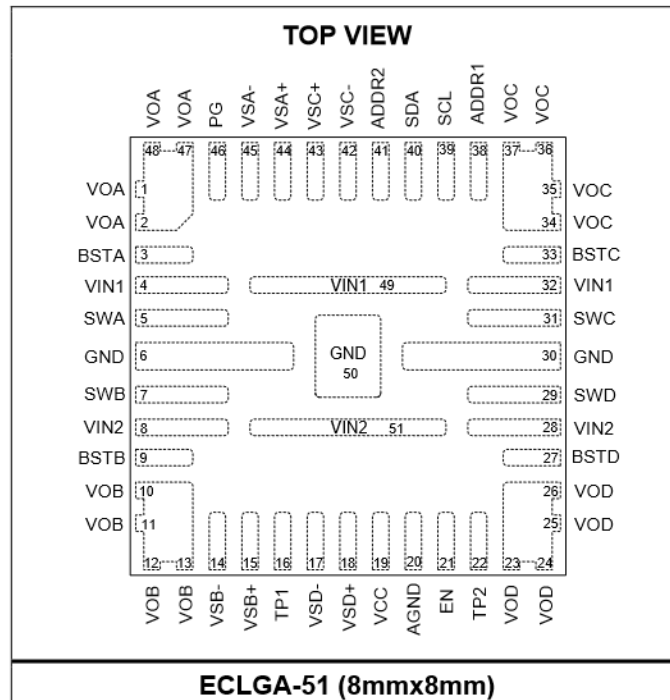 TOP VIEW
VOA VOA PG VSA- VSA+ VSC+ VSC- ADDR2 SDA SCL ADDR1 VOC VOC
48 47 46 45 44 43 42 41 40 39 38 37 36
VOA 1 35 VOC
VOA 2 34 VOC
BSTA 3 33 BSTC
VIN1 4 VIN1 49 32 VIN1
SWA 5 31 SWC
GND 6 GND 30 GND
50
SWB 7 29 SWD
VIN2 8 VIN2 51 28 VIN2
BSTB 9 27 BSTD
VOB 10 26 VOD
VOB 11 25 VOD
12 13 14 15 16 17 18 19 20 21 22 23 24
VOB VOB VSB- VSB+ TP1 VSD- VSD+ VCC AGND EN TP2 VOD VOD
ECLGA-51 (8mmx8mm)